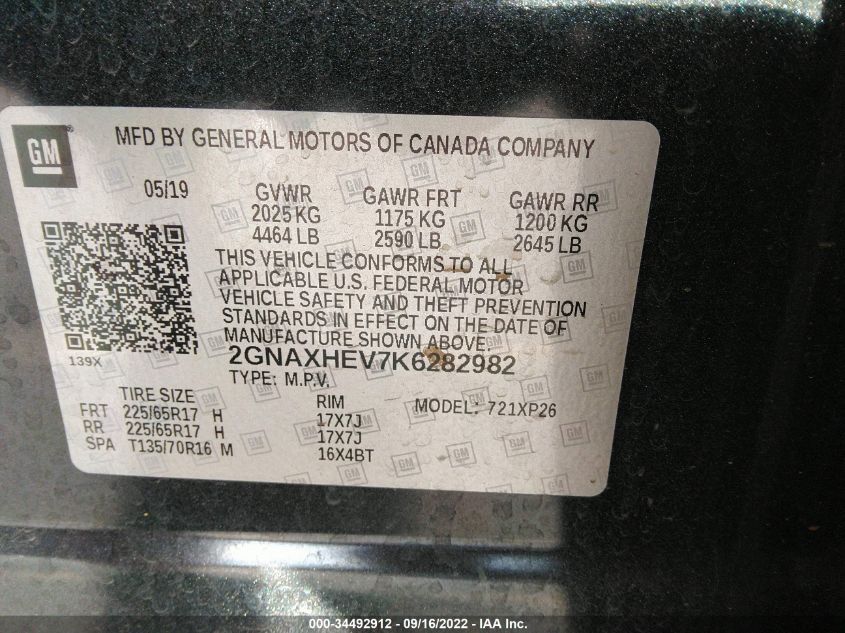 GM
MFD BY GENERAL MOTORS OF CANADA COMPANY
05/19
GVWR GAWR FRT GAWR RR
2025 KG 1175 KG 1200 KG
4464 LB 2590 LB 2645 LB
THIS VEHICLE CONFORMS TO ALL
APPLICABLE U.S. FEDERAL MOTOR
VEHICLE SAFETY AND THEFT PREVENTION
STANDARDS IN EFFECT ON THE DATE OF
MANUFACTURE SHOWN ABOVE.
139X
2GNAXHEV7K6282982
TYPE: M.P.V.
TIRE SIZE RIM MODEL: 721XP26
FRT 225/65R17 H 17X7J
RR 225/65R17 H 17X7J
SPA T135/70R16 M 16X4BT
000-34492912 - 09/16/2022 - IAA Inc.